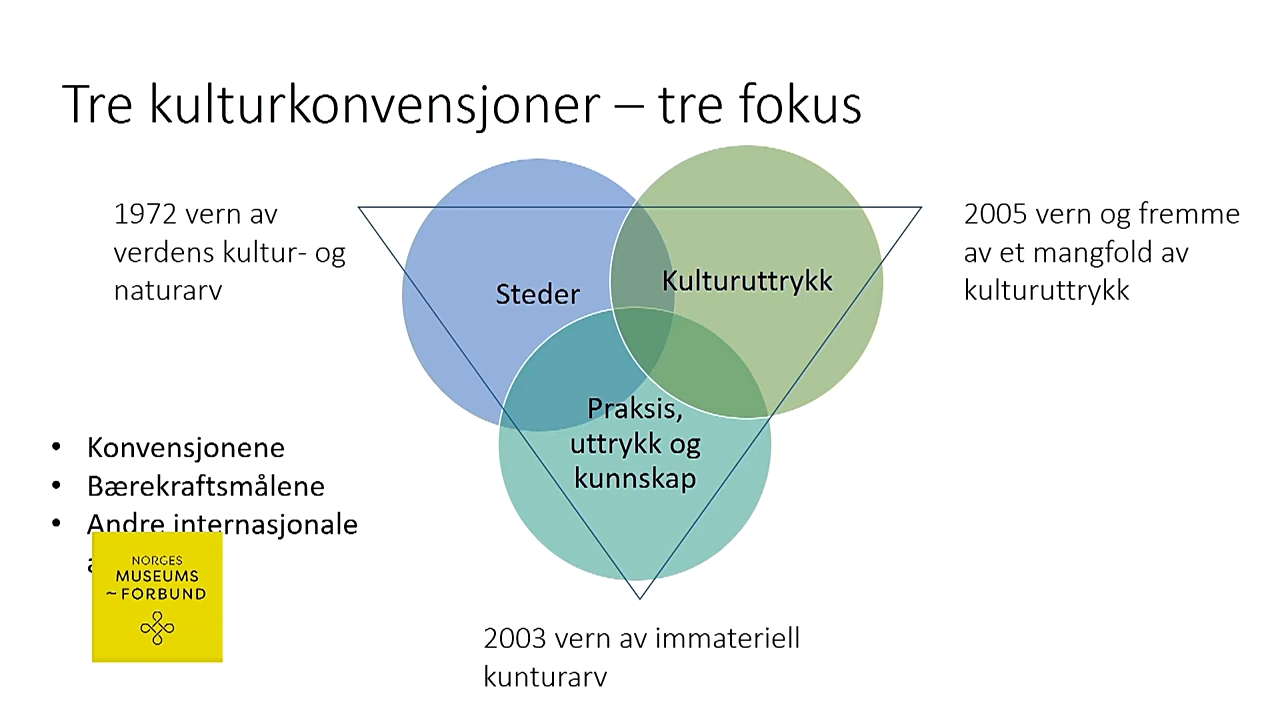 Tre kulturkonvensjoner – tre fokus
1972 vern av
verdens kultur- og
naturarv
Steder
Kulturuttrykk
2005 vern og fremme
av et mangfold av
kulturuttrykk
Praksis,
uttrykk og
kunnskap
• Konvensjonene
• Bærekraftsmålene
• Andre internasjonale
NORGES
MUSEUMS
~FORBUND
2003 vern av immateriell
kunturarv